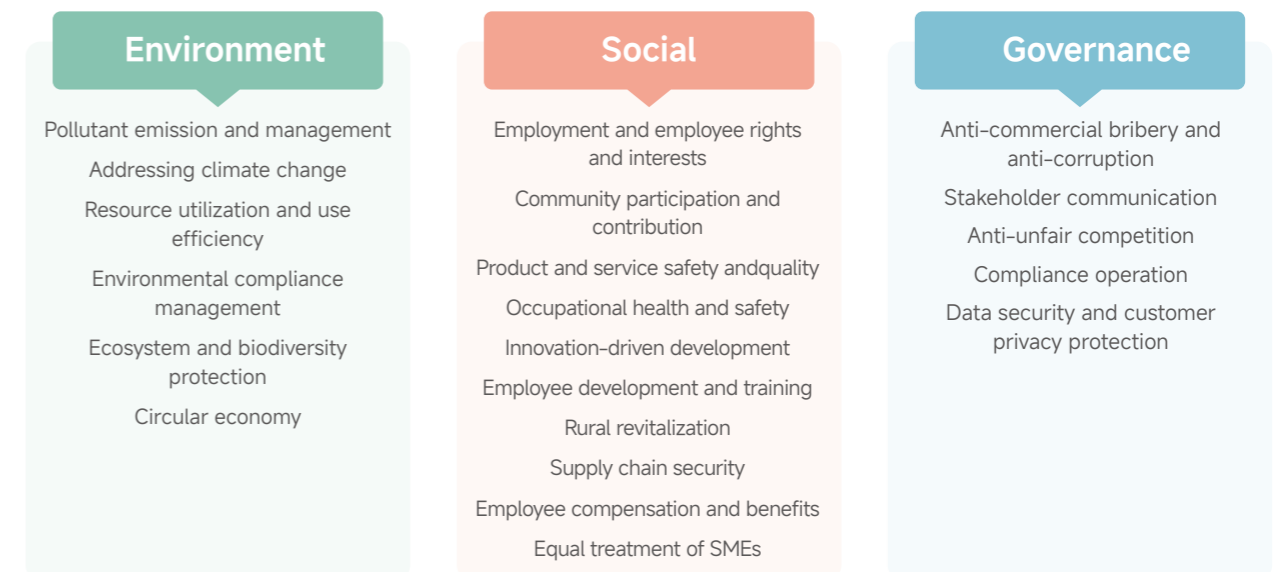 Environment
Pollutant emission and management
Addressing climate change
Resource utilization and use
efficiency
Environmental compliance
management
Ecosystem and biodiversity
protection
Circular economy
Social
Employment and employee rights
and interests
Community participation and
contribution
Product and service safety andquality
Occupational health and safety
Innovation-driven development
Employee development and training
Rural revitalization
Supply chain security
Employee compensation and benefits
Equal treatment of SMEs
Governance
Anti-commercial bribery and
anti-corruption
Stakeholder communication
Anti-unfair competition
Compliance operation
Data security and customer
privacy protection